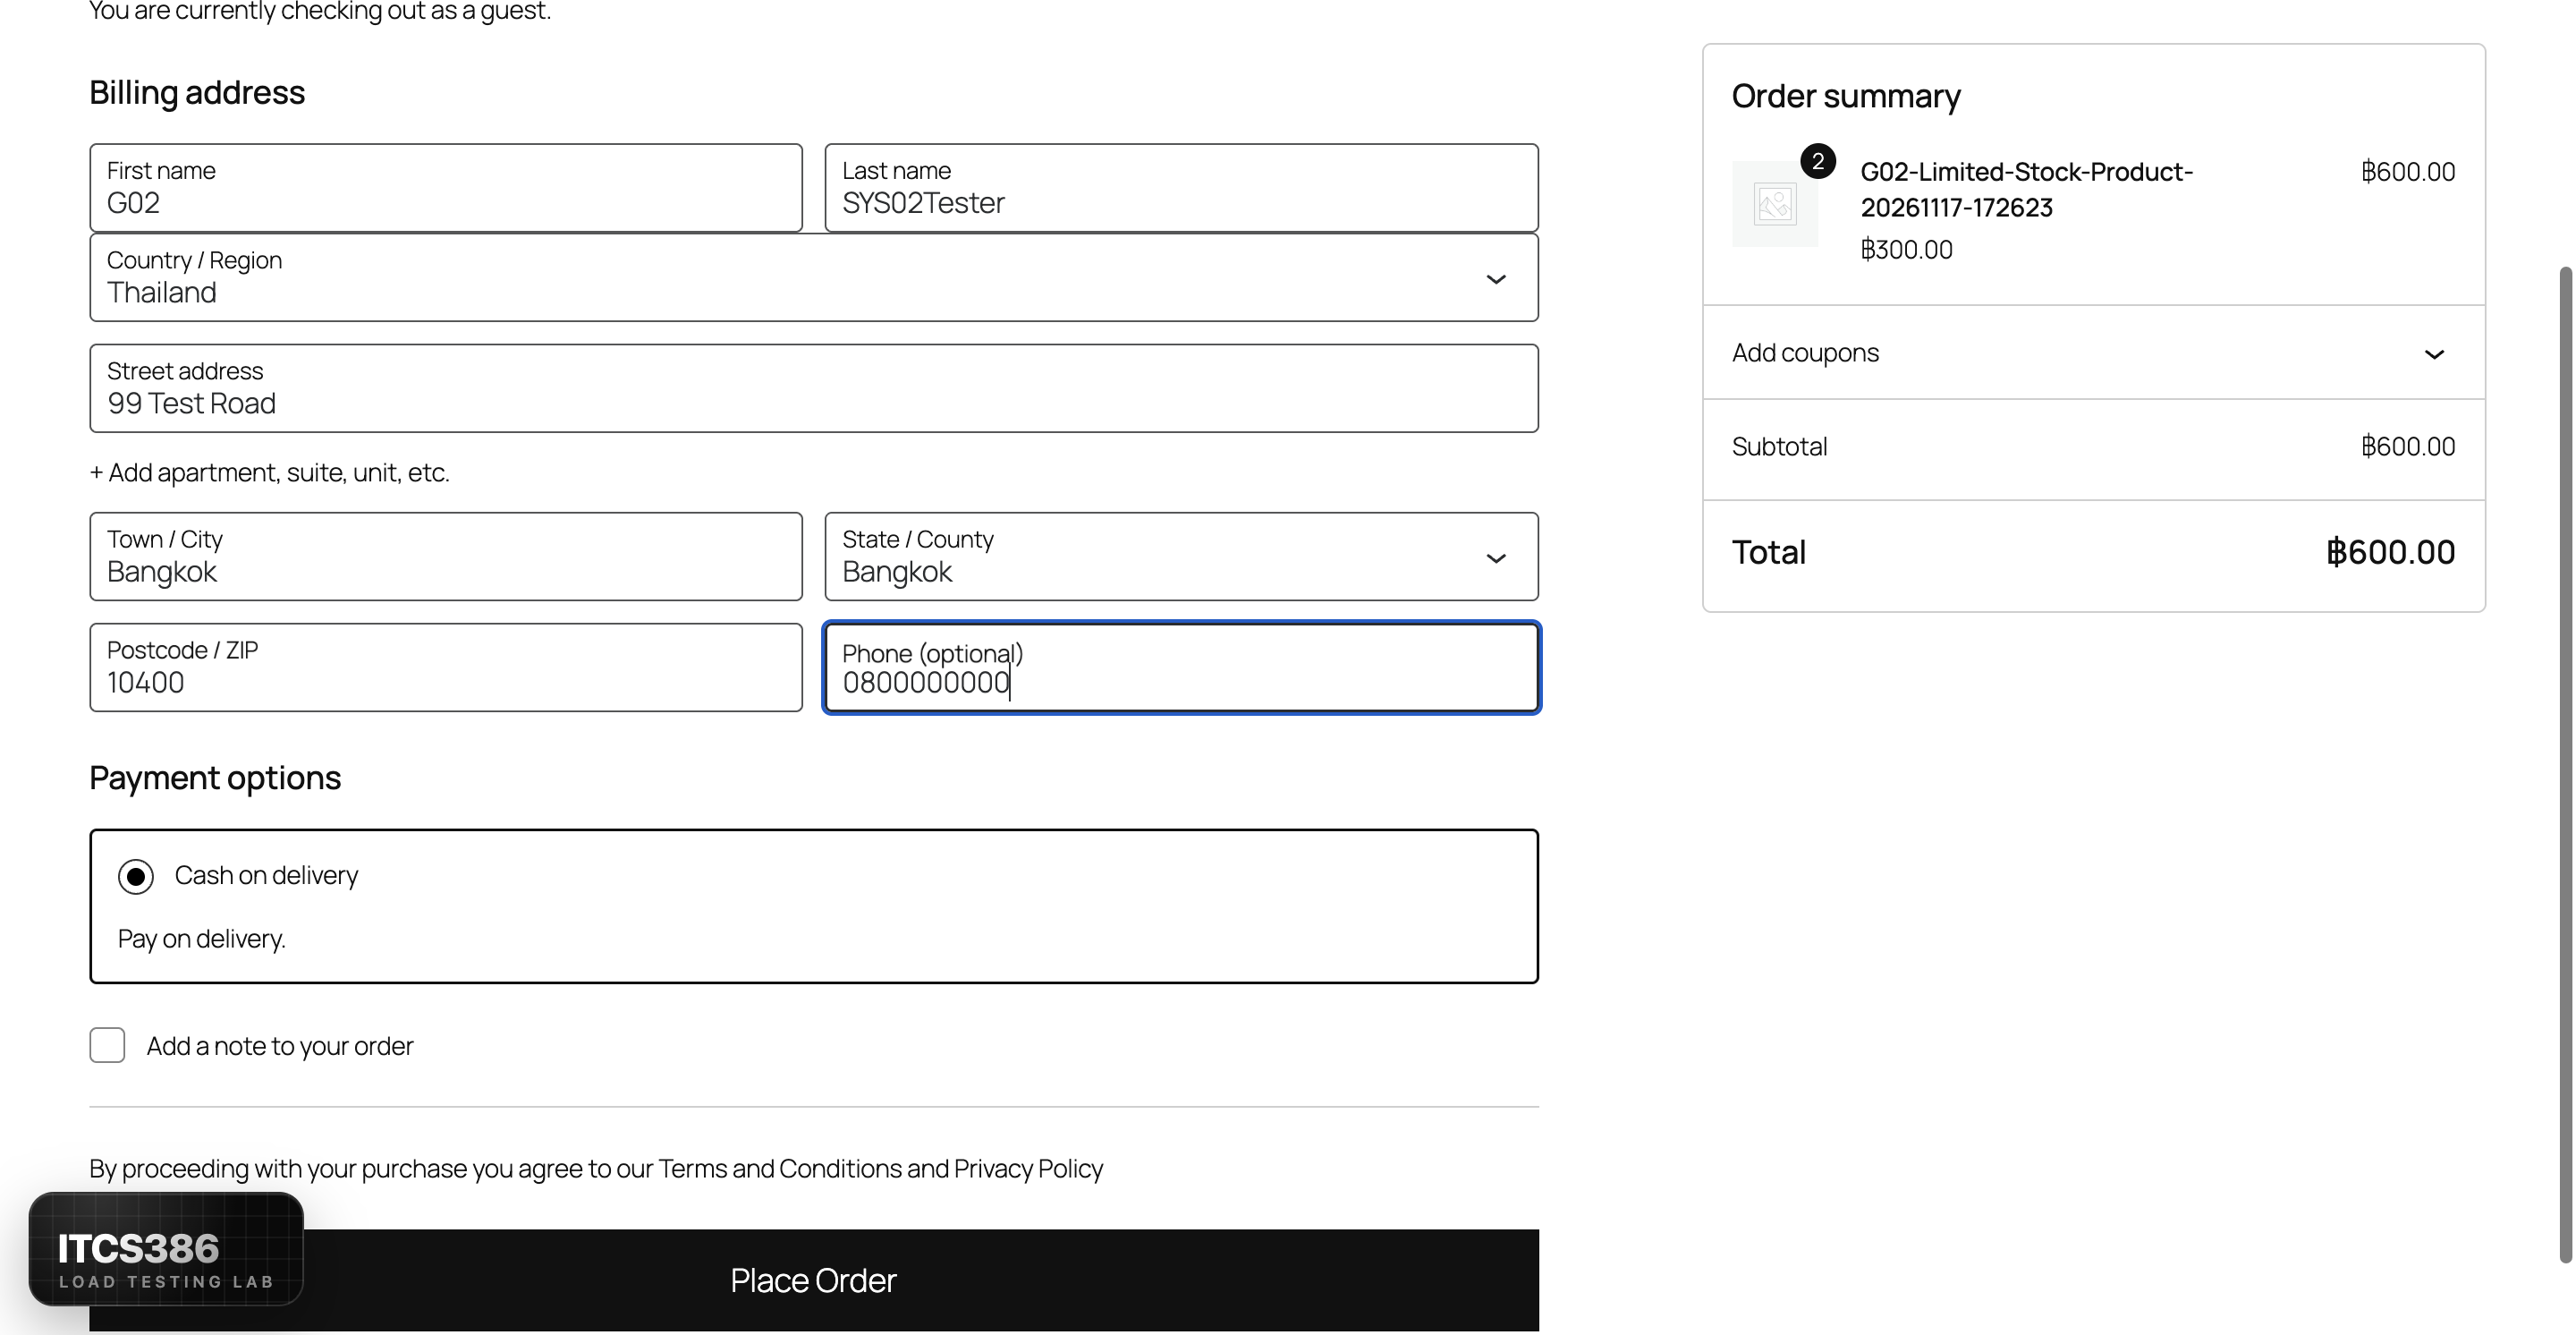 You are currently checking out as a guest.
Billing address
First name
G02
Last name
SYS02Tester
Country / Region
Thailand
Street address
99 Test Road
+ Add apartment, suite, unit, etc.
Town / City
Bangkok
State / County
Bangkok
Postcode / ZIP
10400
Phone (optional)
0800000000
Payment options
Cash on delivery
Pay on delivery.
Add a note to your order
By proceeding with your purchase you agree to our Terms and Conditions and Privacy Policy
ITCS386
LOAD TESTING LAB
Place Order
Order summary
2
G02-Limited-Stock-Product-
20261117-172623
฿600.00
฿300.00
Add coupons
Subtotal
฿600.00
Total
฿600.00